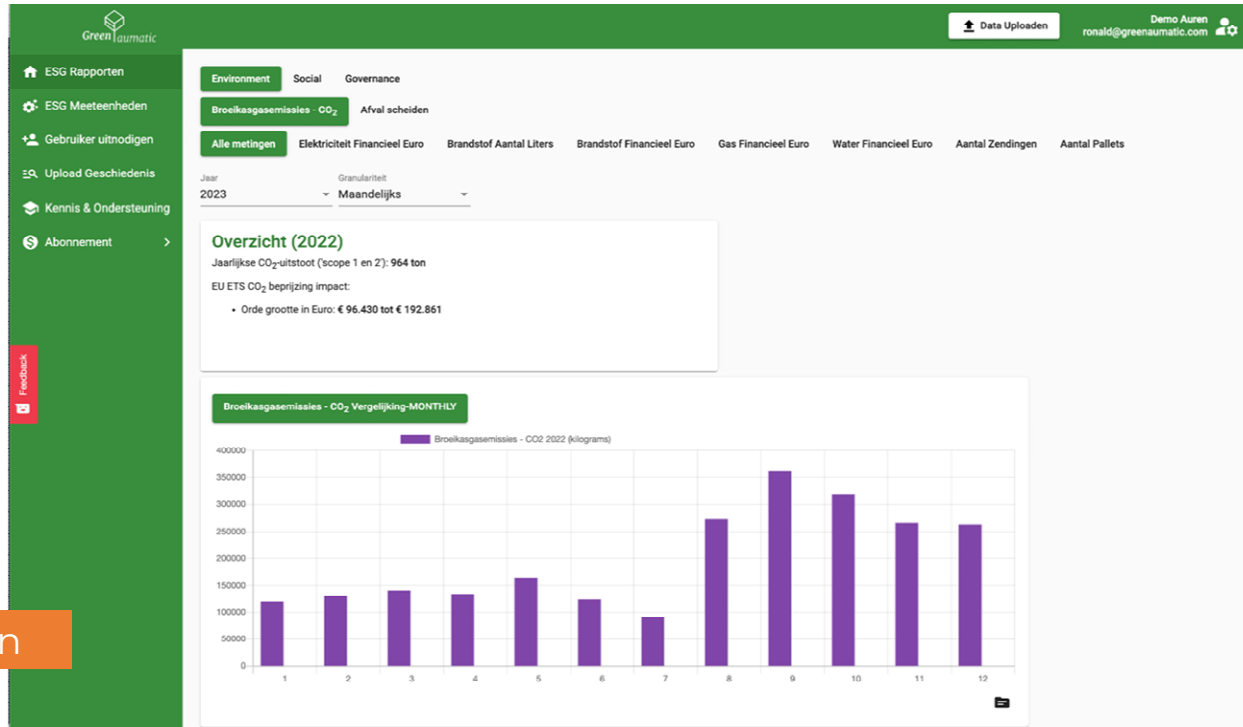 Green aumatic
Data Uploaden
Demo Auren
ronald@greenaumatic.com
ESG Rapporten
ESG Meeteenheden
Gebruiker uitnodigen
Upload Geschiedenis
Kennis & Ondersteuning
Abonnement
Feedback
n
Environment Social Governance
Broeikasgasemissies - CO₂ Afval scheiden
Alle metingen Elektriciteit Financieel Euro Brandstof Aantal Liters Brandstof Financieel Euro Gas Financieel Euro Water Financieel Euro Aantal Zendingen Aantal Pallets
Jaar Granulariteit
2023 Maandelijks
Overzicht (2022)
Jaarlijkse CO₂-uitstoot ('scope 1 en 2'): 964 ton
EU ETS CO₂ beprijzing impact:
• Orde grootte in Euro: € 96.430 tot € 192.861
Broeikasgasemissies - CO₂ Vergelijking-MONTHLY
Broeikasgasemissies - CO2 2022 (kilograms)
400000
350000
300000
250000
200000
150000
100000
50000
0
1 2 3 4 5 6 7 8 9 10 11 12